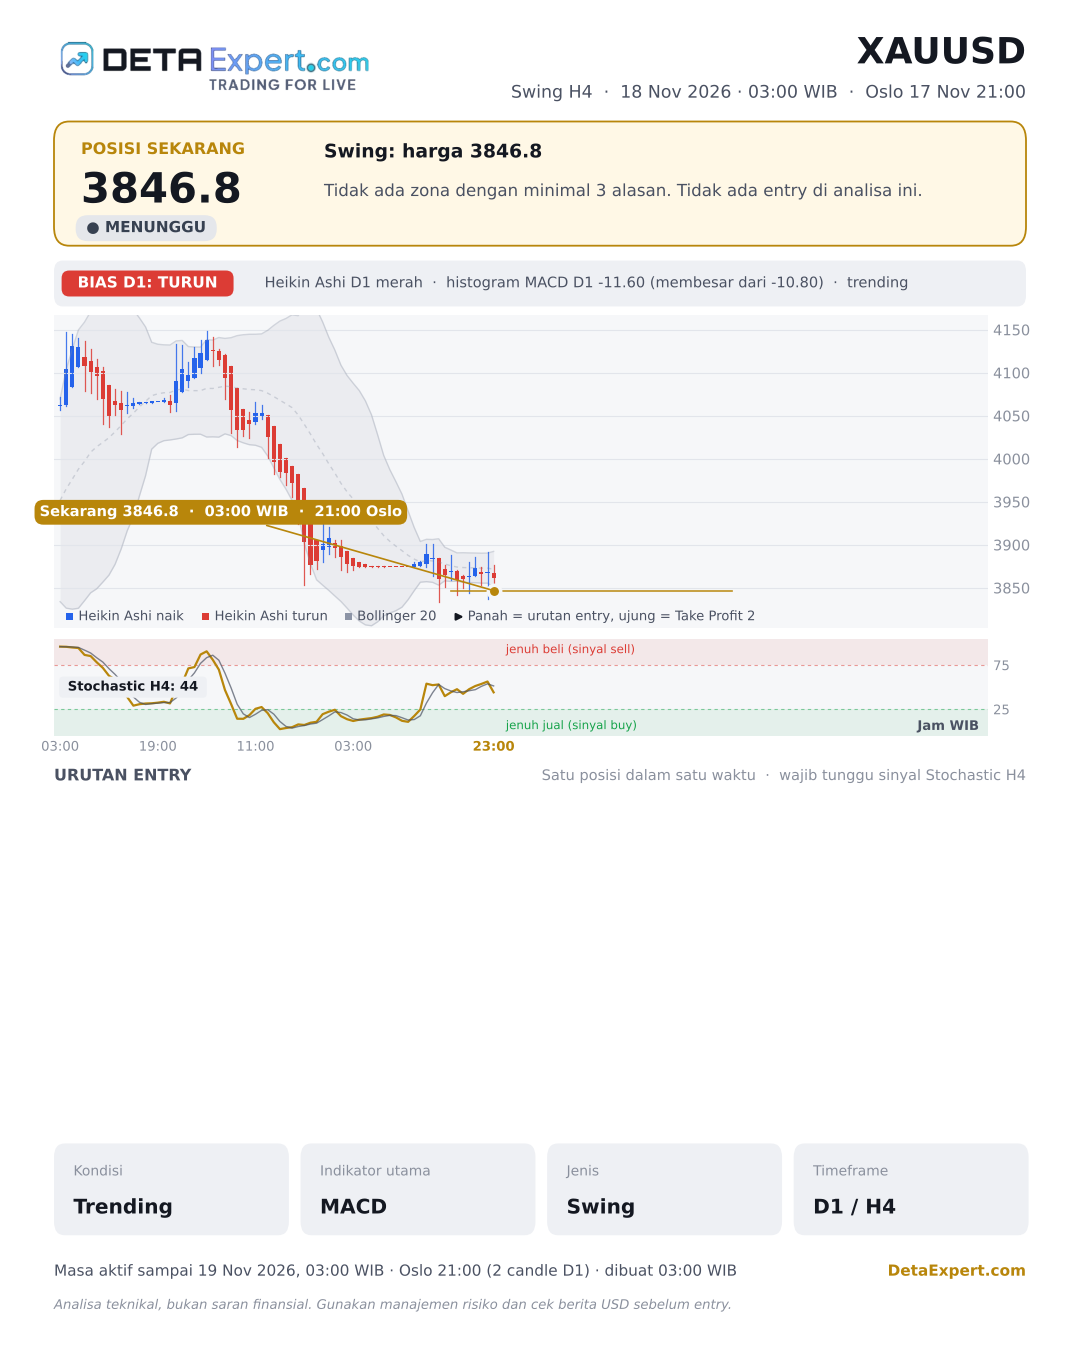 DETA Expert.com
TRADING FOR LIVE
XAUUSD
Swing H4 · 18 Nov 2026 · 03:00 WIB · Oslo 17 Nov 21:00
POSISI SEKARANG
3846.8
● MENUNGGU
Swing: harga 3846.8
Tidak ada zona dengan minimal 3 alasan. Tidak ada entry di analisa ini.
BIAS D1: TURUN
Heikin Ashi D1 merah · histogram MACD D1 -11.60 (membesar dari -10.80) · trending
4150
4100
4050
4000
3950
3900
3850
Sekarang 3846.8 · 03:00 WIB · 21:00 Oslo
Heikin Ashi naik Heikin Ashi turun Bollinger 20 Panah = urutan entry, ujung = Take Profit 2
jenuh beli (sinyal sell)
75
Stochastic H4: 44
25
jenuh jual (sinyal buy)
Jam WIB
03:00 19:00 11:00 03:00 23:00
URUTAN ENTRY
Satu posisi dalam satu waktu · wajib tunggu sinyal Stochastic H4
Kondisi
Trending
Indikator utama
MACD
Jenis
Swing
Timeframe
D1 / H4
Masa aktif sampai 19 Nov 2026, 03:00 WIB · Oslo 21:00 (2 candle D1) · dibuat 03:00 WIB
DetaExpert.com
Analisa teknikal, bukan saran finansial. Gunakan manajemen risiko dan cek berita USD sebelum entry.